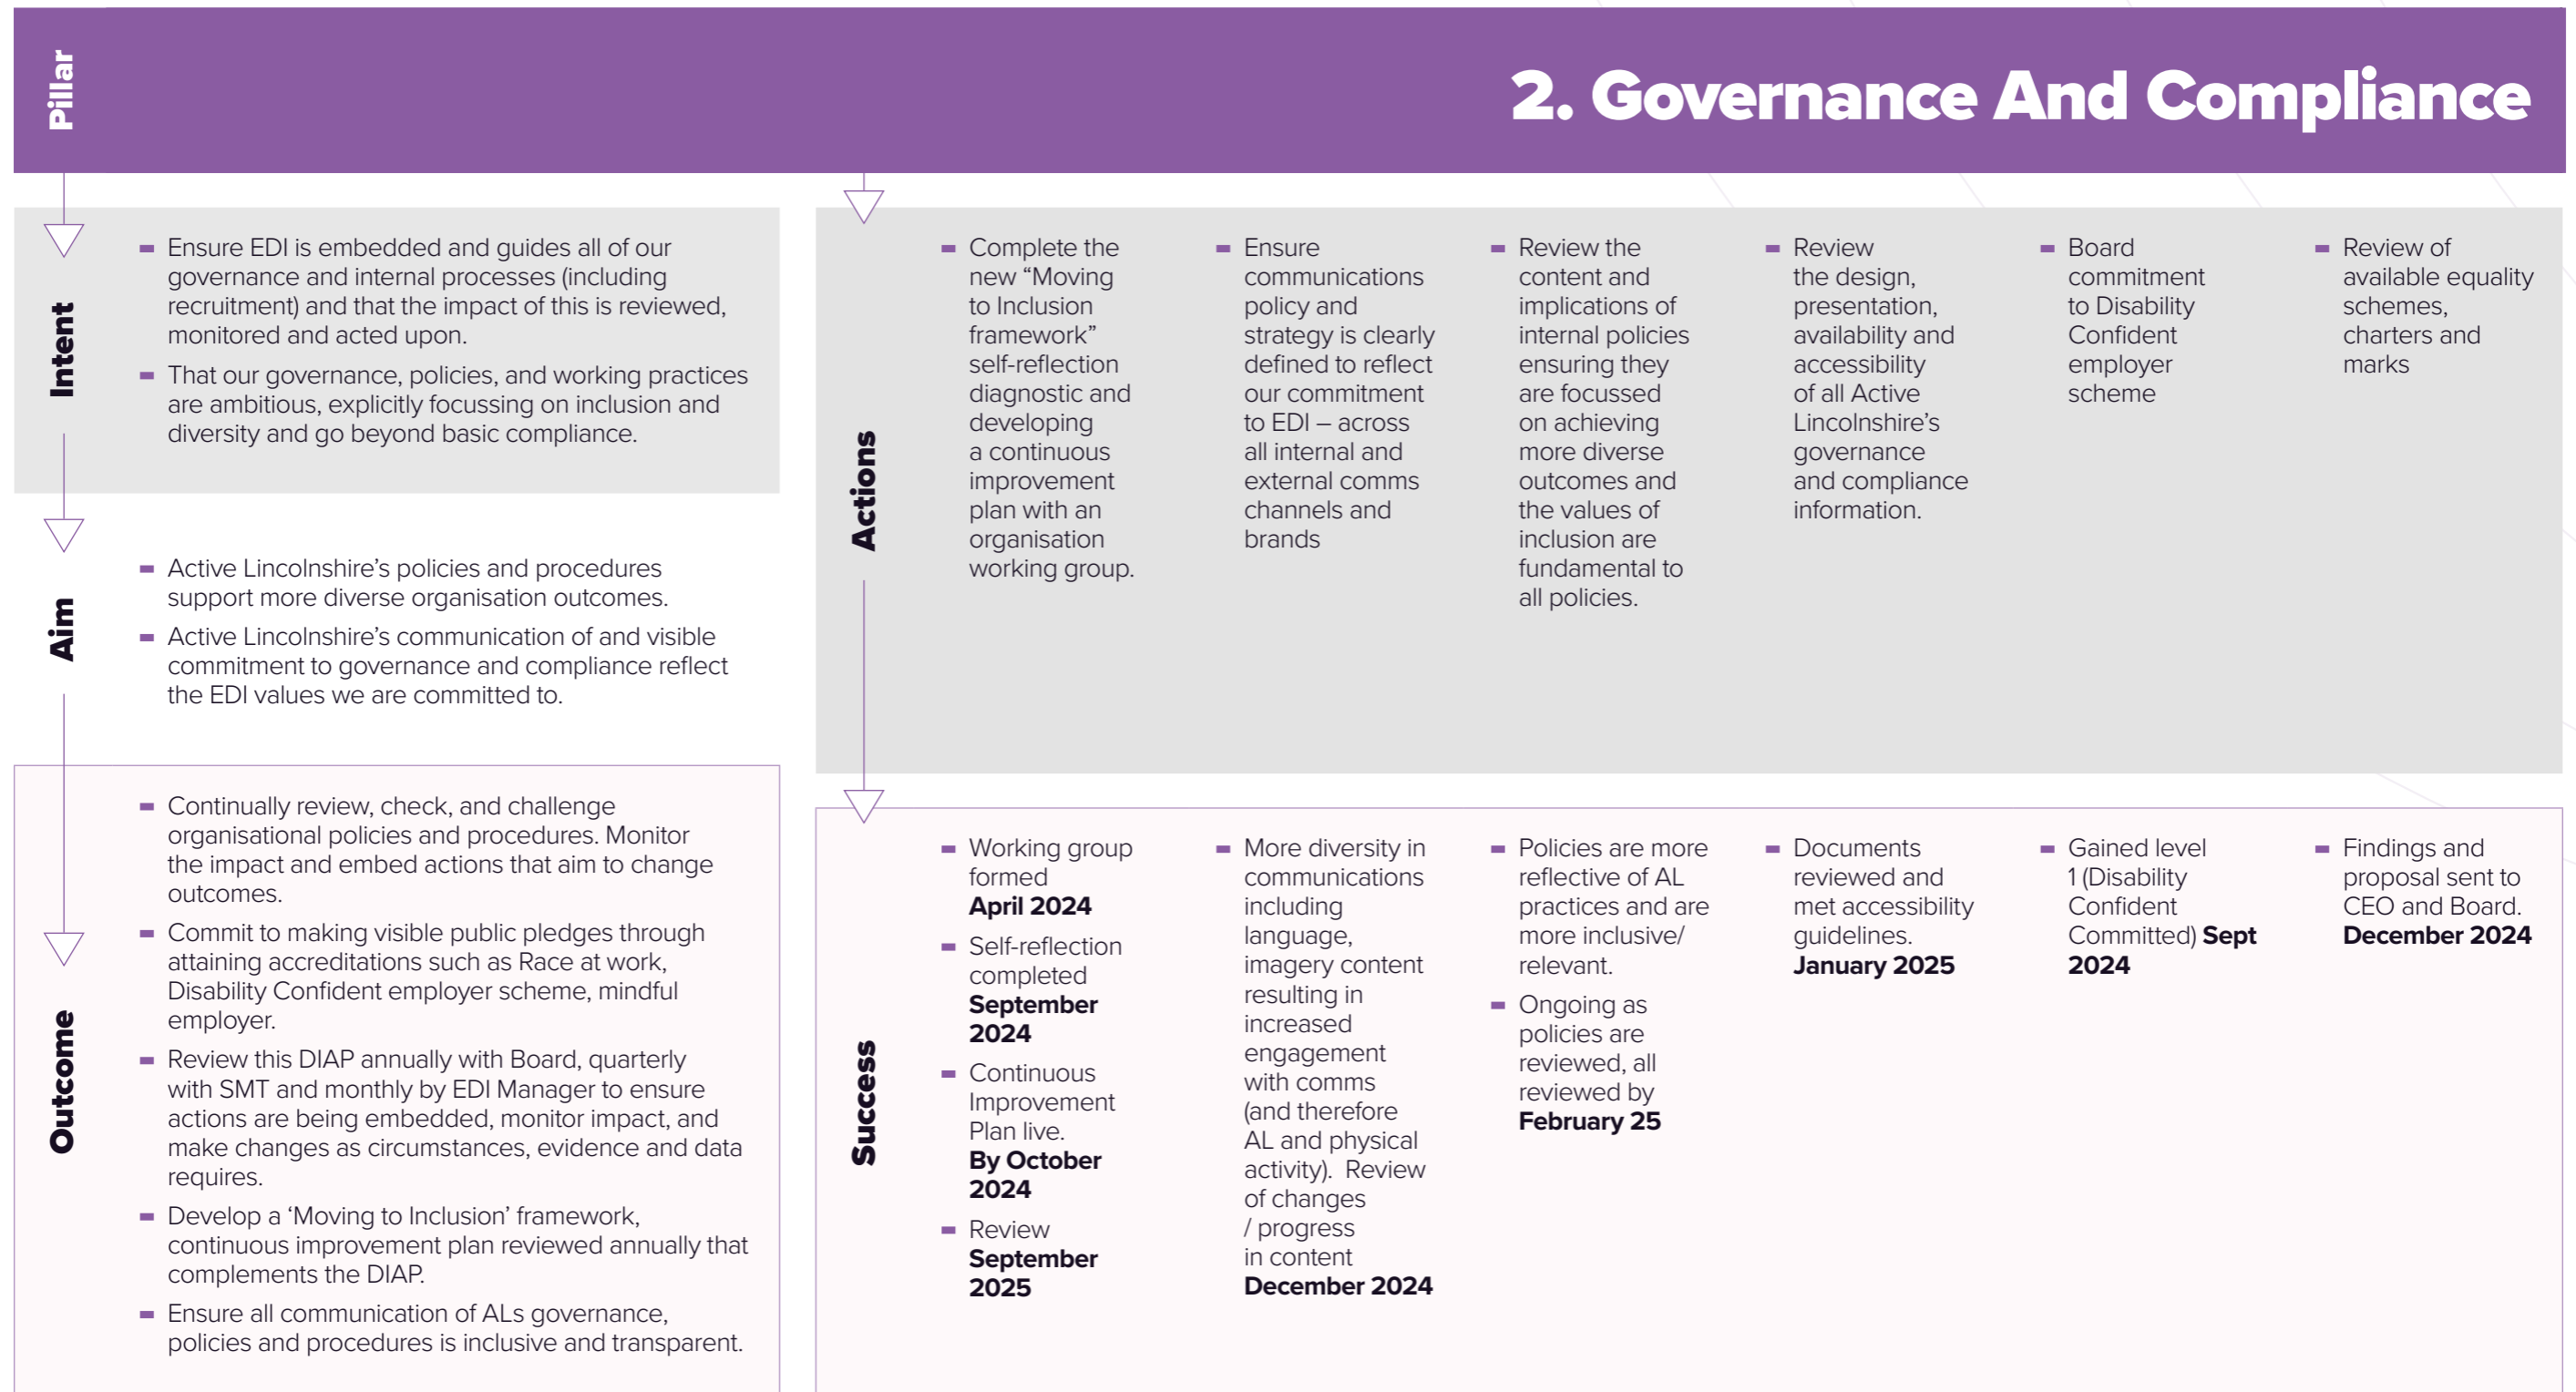 Pillar
2. Governance And Compliance
Intent
Ensure EDI is embedded and guides all of our
governance and internal processes (including
recruitment) and that the impact of this is reviewed,
monitored and acted upon.
That our governance, policies, and working practices
are ambitious, explicitly focussing on inclusion and
diversity and go beyond basic compliance.
Aim
Active Lincolnshire’s policies and procedures
support more diverse organisation outcomes.
Active Lincolnshire’s communication of and visible
commitment to governance and compliance reflect
the EDI values we are committed to.
Outcome
Continually review, check, and challenge
organisational policies and procedures. Monitor
the impact and embed actions that aim to change
outcomes.
Commit to making visible public pledges through
attaining accreditations such as Race at work,
Disability Confident employer scheme, mindful
employer.
Review this DIAP annually with Board, quarterly
with SMT and monthly by EDI Manager to ensure
actions are being embedded, monitor impact, and
make changes as circumstances, evidence and data
requires.
Develop a ‘Moving to Inclusion’ framework,
continuous improvement plan reviewed annually that
complements the DIAP.
Ensure all communication of ALs governance,
policies and procedures is inclusive and transparent.
Actions
Complete the
new “Moving
to Inclusion
framework”
self-reflection
diagnostic and
developing
a continuous
improvement
plan with an
organisation
working group.
Ensure
communications
policy and
strategy is clearly
defined to reflect
our commitment
to EDI – across
all internal and
external comms
channels and
brands
Review the
content and
implications of
internal policies
ensuring they
are focussed
on achieving
more diverse
outcomes and
the values of
inclusion are
fundamental to
all policies.
Review
the design,
presentation,
availability and
accessibility
of all Active
Lincolnshire’s
governance
and compliance
information.
Board
commitment
to Disability
Confident
employer
scheme
Review of
available equality
schemes,
charters and
marks
Success
Working group
formed
April 2024
Self-reflection
completed
September
2024
Continuous
Improvement
Plan live.
By October
2024
Review
September
2025
More diversity in
communications
including
language,
imagery content
resulting in
increased
engagement
with comms
(and therefore
AL and physical
activity).  Review
of changes
/ progress
in content
December 2024
Policies are more
reflective of AL
practices and are
more inclusive/
relevant.
Ongoing as
policies are
reviewed, all
reviewed by
February 25
Documents
reviewed and
met accessibility
guidelines.
January 2025
Gained level
1 (Disability
Confident
Committed) Sept
2024
Findings and
proposal sent to
CEO and Board.
December 2024